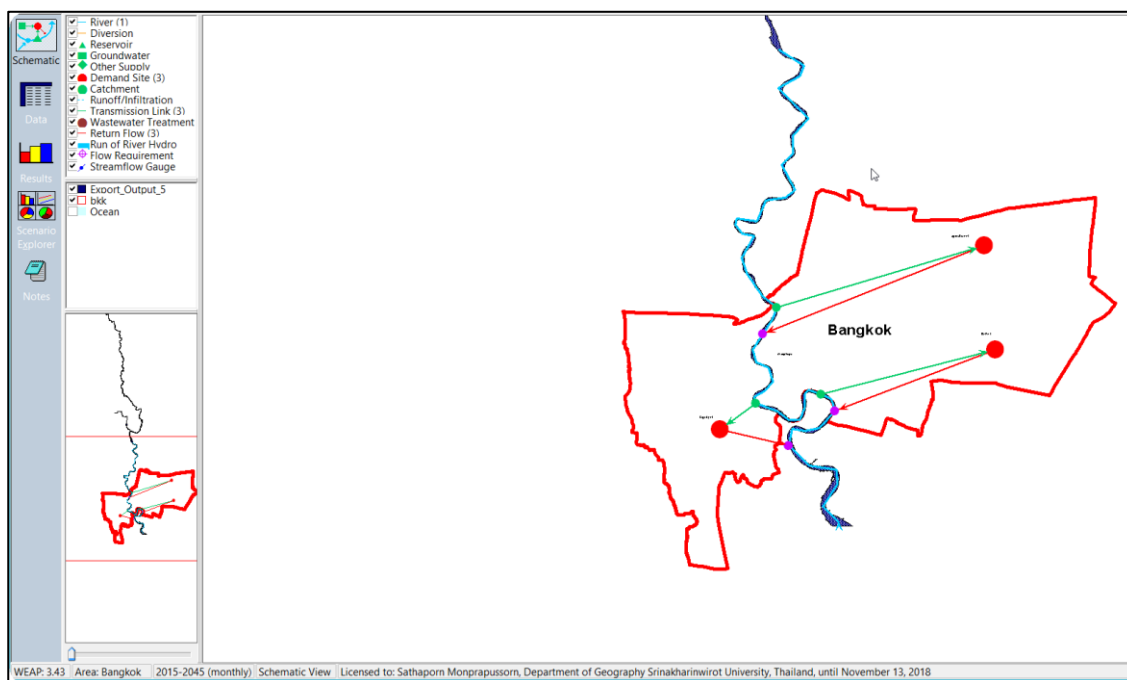 Schematic
Data
Results
Scenario
Explorer
Notes
River (1)
Diversion
Reservoir
Groundwater
Other Supply
Demand Site (3)
Catchment
Runoff/Infiltration
Transmission Link (3)
Wastewater Treatment
Return Flow (3)
Run of River Hydro
Flow Requirement
Streamflow Gauge
Export_Output_5
bkk
Ocean
Bangkok
WEAP: 3.43 Area: Bangkok 2015-2045 (monthly) Schematic View Licensed to: Sathaporn Monprapussorn, Department of Geography Srinakharinwirot University, Thailand, until November 13, 2018